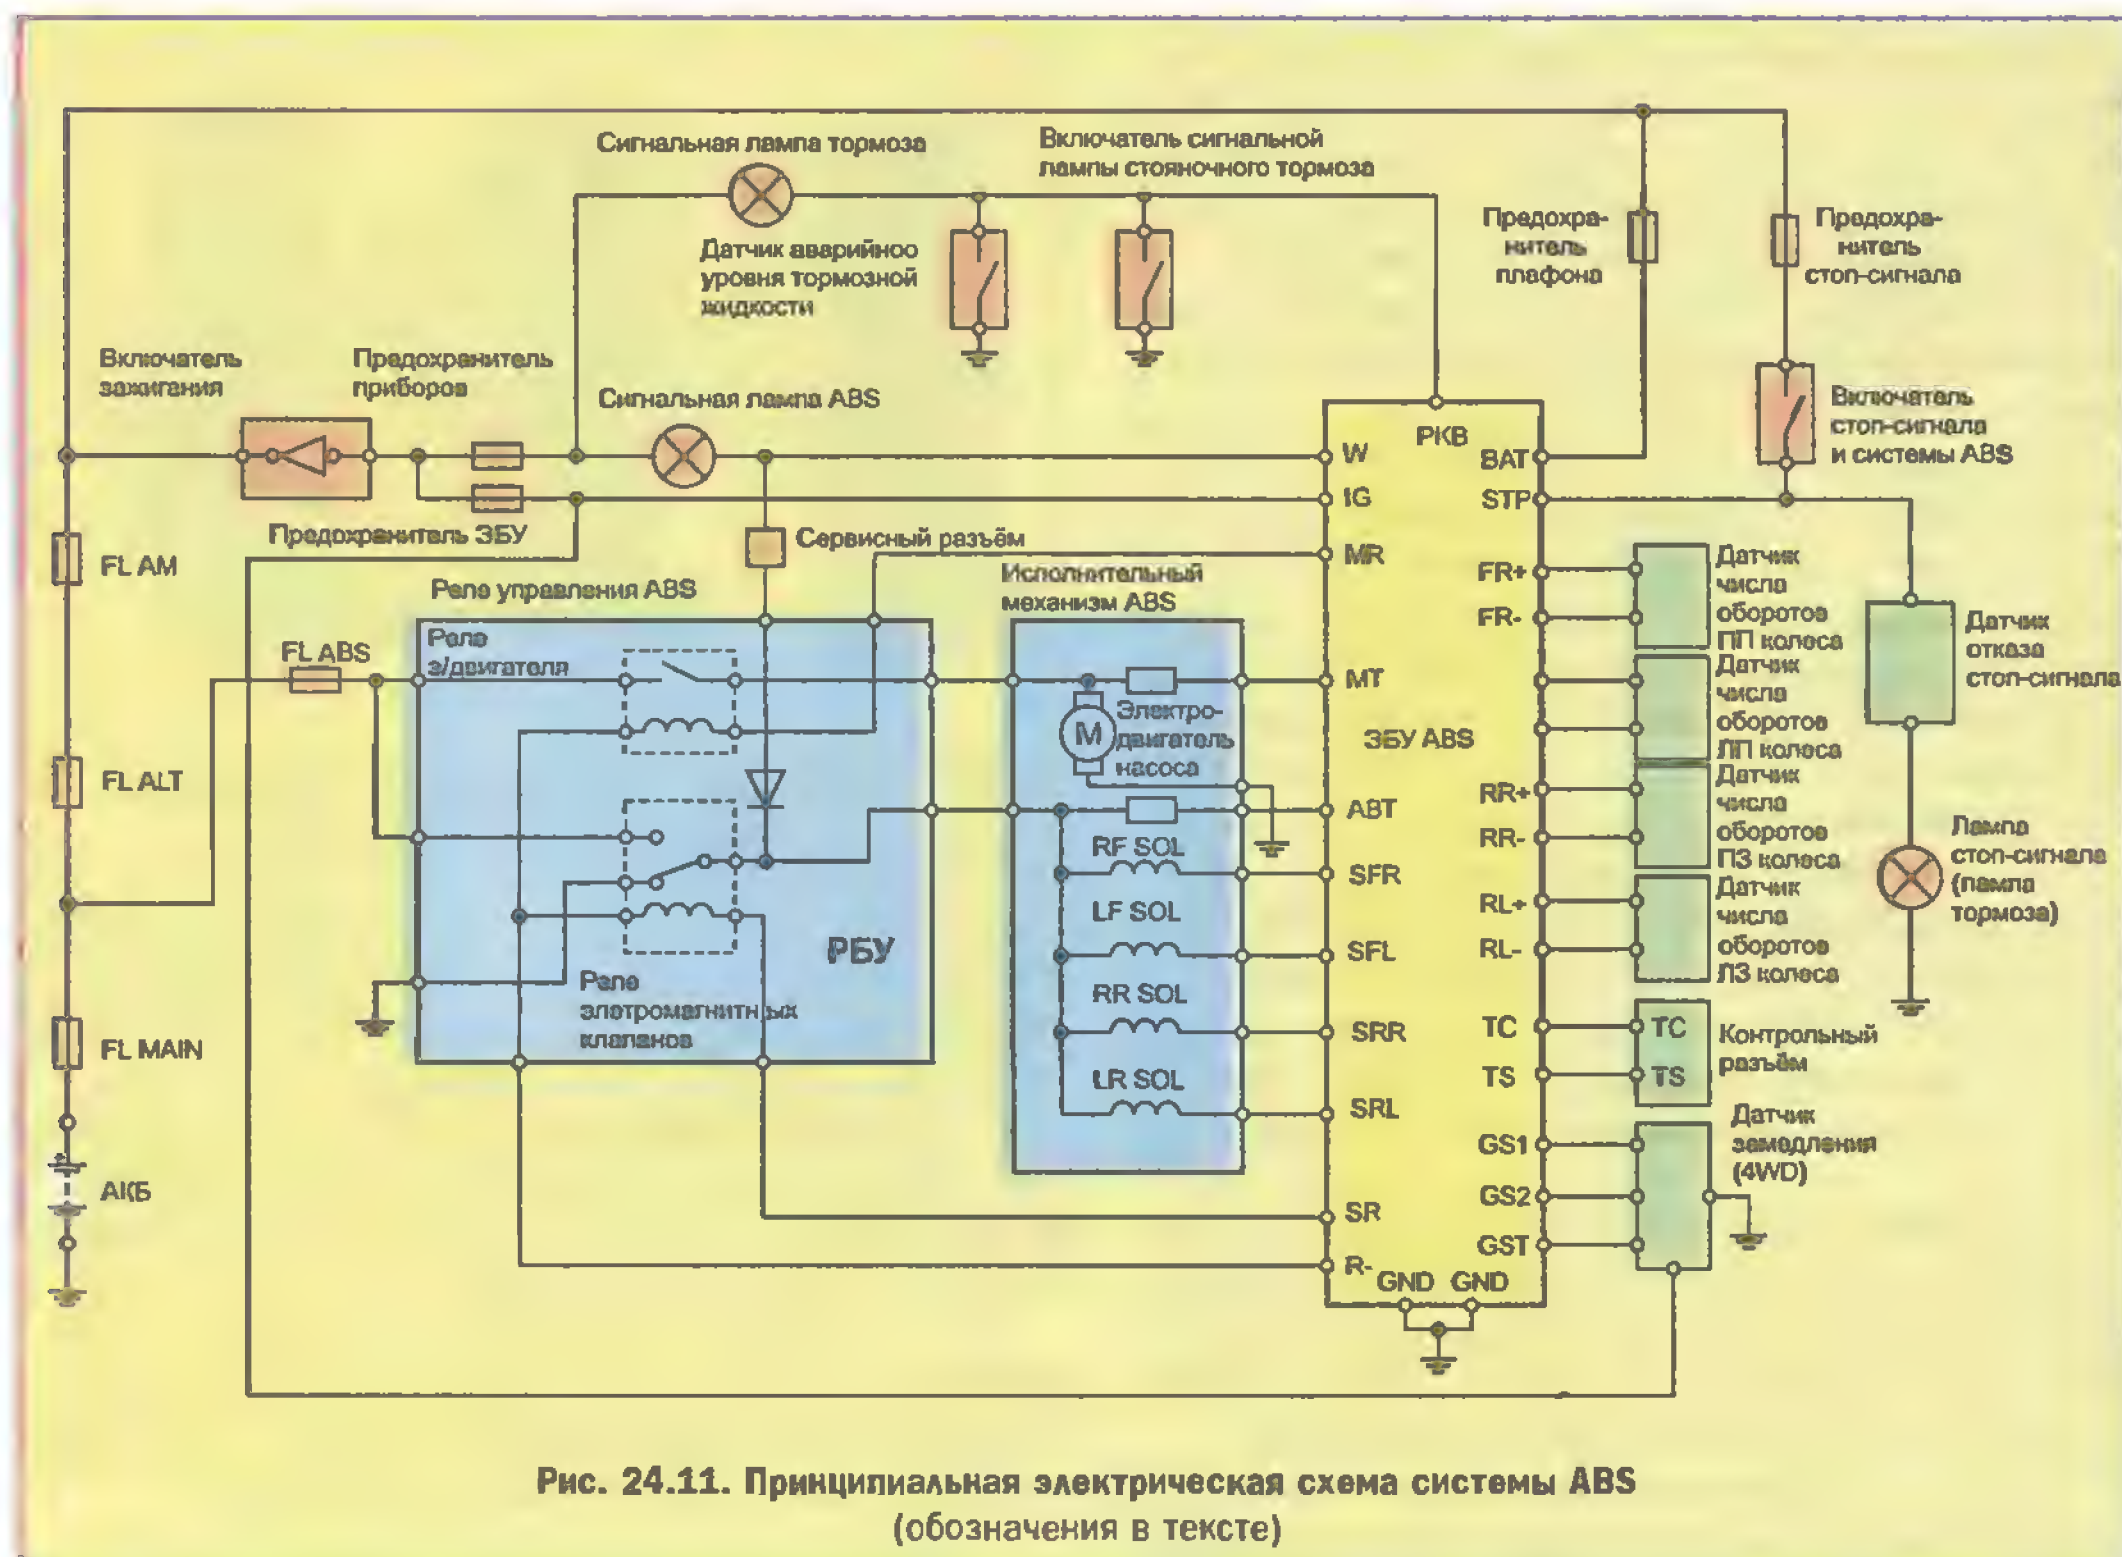 Сигнальная лампа тормоза
Включатель сигнальной
лампы стояночного тормоза
Датчик аварийноо
уровня тормозной
жидкости
Предохра-
нитель
плафона
Предохра-
нитель
стоп-сигнала
Включатель
зажигания
Предохранитель
приборов
Сигнальная лампа ABS
Включатель
стоп-сигнала
и системы ABS
Предохранитель ЭБУ
Сервисный разъём
FL AM
FL ALT
FL MAIN
АКБ
FL ABS
Реле управления ABS
Реле
э/двигателя
РБУ
Реле
элетромагнитных
клапанов
Исполнительный
механизм ABS
M
Электро-
двигатель
насоса
RF SOL
LF SOL
RR SOL
LR SOL
РКВ
W
IG
MR
MT
ABT
SFR
SFL
SRR
SRL
SR
R-
ЭБУ ABS
GND GND
BAT
STP
FR+
FR-
RR+
RR-
RL+
RL-
TC
TS
GS1
GS2
GST
Датчик
числа
оборотов
ПП колеса
Датчик
числа
оборотов
ЛП колеса
Датчик
числа
оборотов
ПЗ колеса
Датчик
числа
оборотов
ЛЗ колеса
TC
TS
Контрольный
разъём
Датчик
замедления
(4WD)
Датчик
отказа
стоп-сигнала
Лампа
стоп-сигнала
(лампа
тормоза)
Рис. 24.11. Принципиальная электрическая схема системы ABS
(обозначения в тексте)